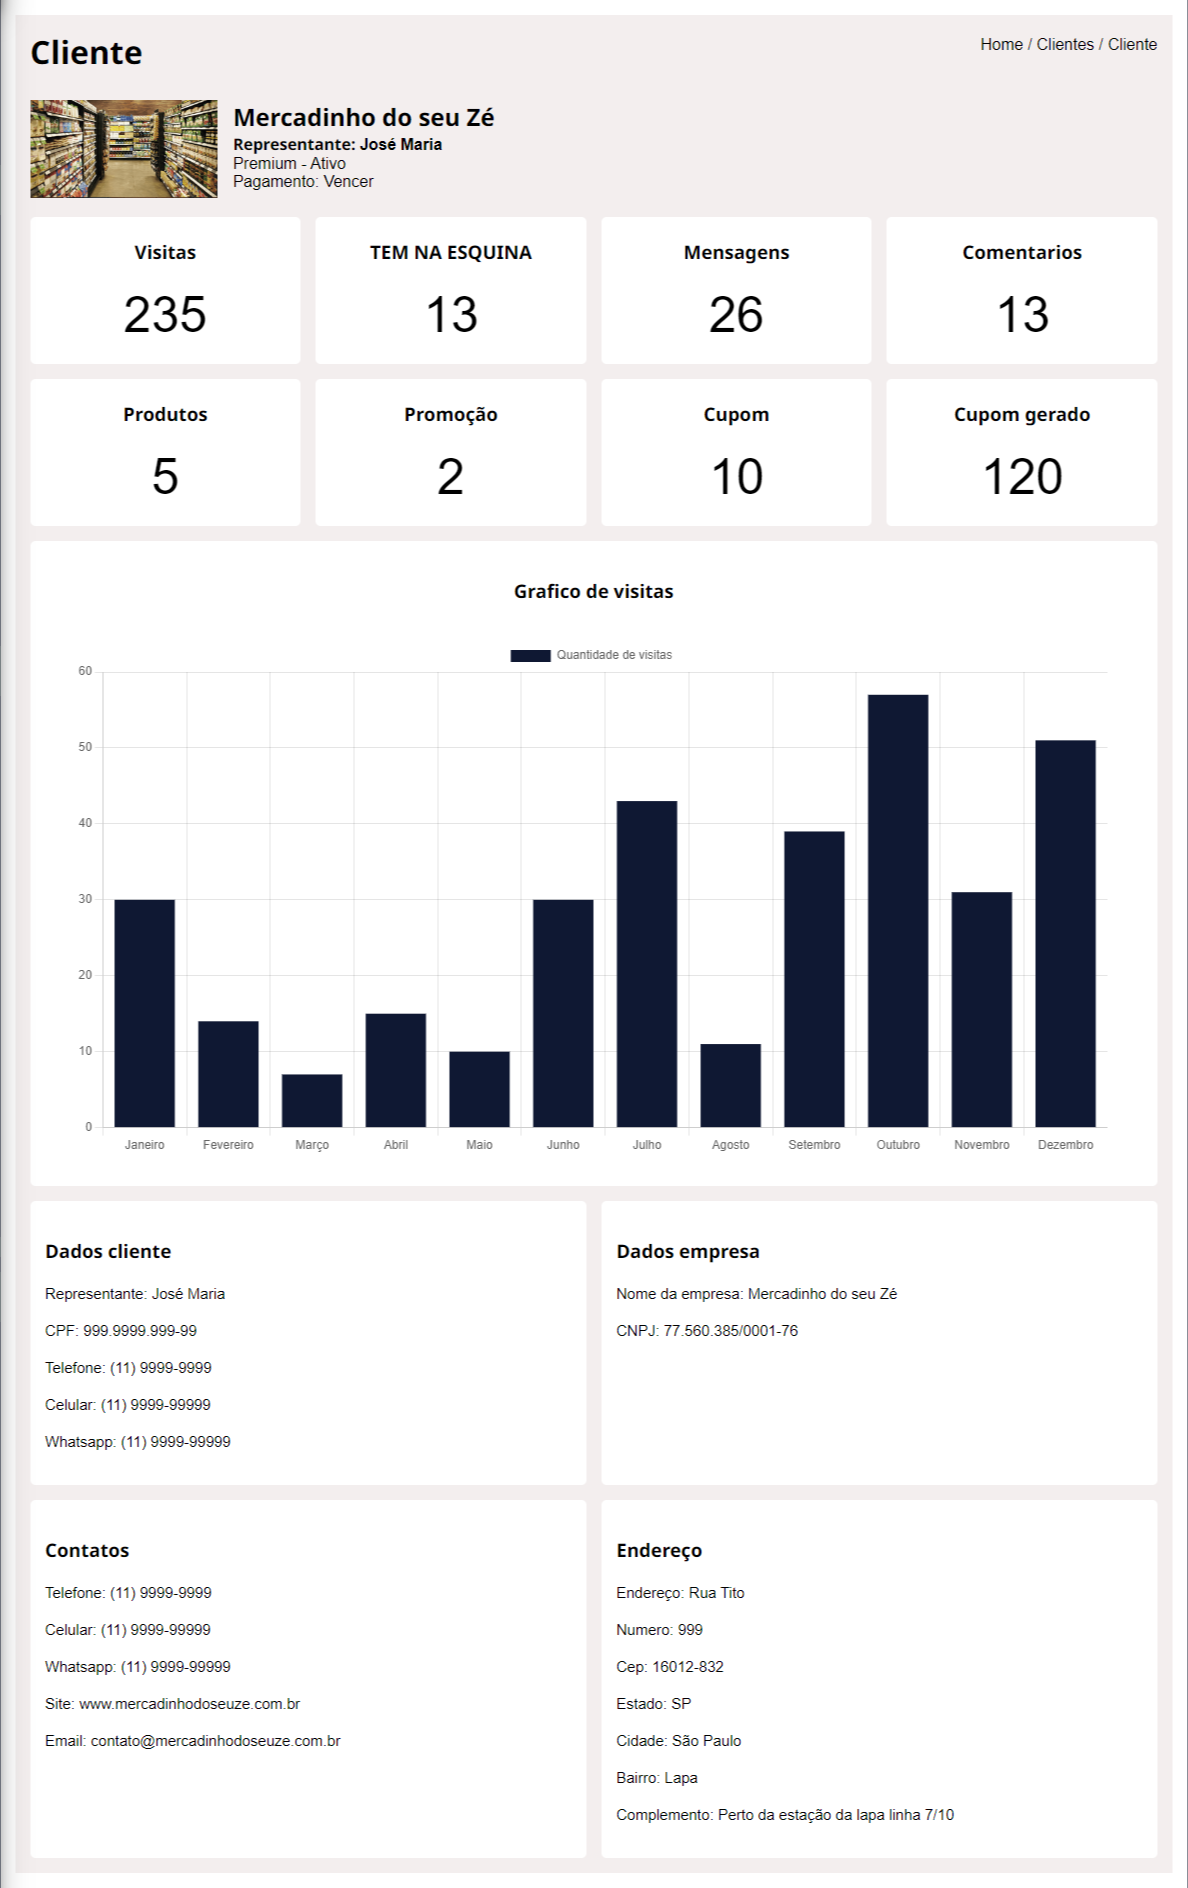 Cliente
Home / Clientes / Cliente
Mercadinho do seu Zé
Representante: José Maria
Premium - Ativo
Pagamento: Vencer
Visitas
235
TEM NA ESQUINA
13
Mensagens
26
Comentarios
13
Produtos
5
Promoção
2
Cupom
10
Cupom gerado
120
Grafico de visitas
Quantidade de visitas
60
50
40
30
20
10
0
Janeiro Fevereiro Março Abril Maio Junho Julho Agosto Setembro Outubro Novembro Dezembro
Dados cliente
Representante: José Maria
CPF: 999.9999.999-99
Telefone: (11) 9999-9999
Celular: (11) 9999-99999
Whatsapp: (11) 9999-99999
Dados empresa
Nome da empresa: Mercadinho do seu Zé
CNPJ: 77.560.385/0001-76
Contatos
Telefone: (11) 9999-9999
Celular: (11) 9999-99999
Whatsapp: (11) 9999-99999
Site: www.mercadinhodoseuze.com.br
Email: contato@mercadinhodoseuze.com.br
Endereço
Endereço: Rua Tito
Numero: 999
Cep: 16012-832
Estado: SP
Cidade: São Paulo
Bairro: Lapa
Complemento: Perto da estação da lapa linha 7/10